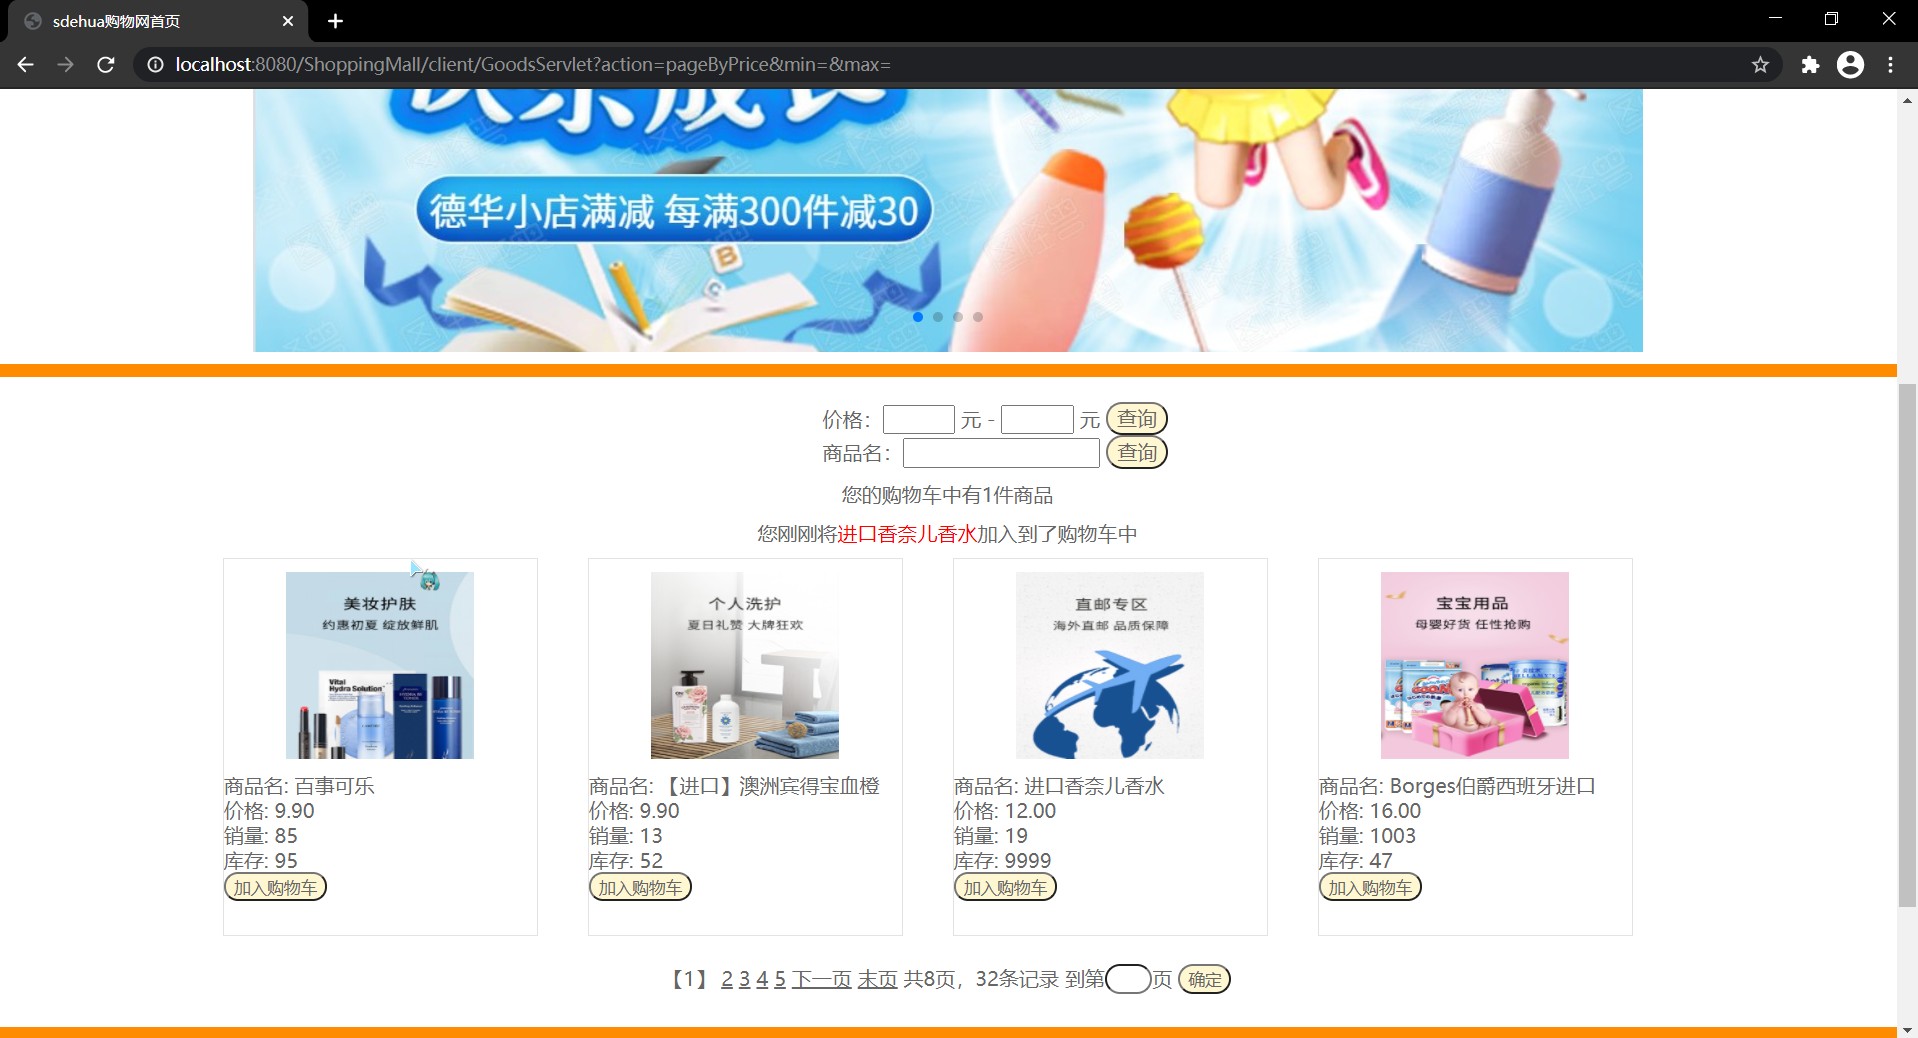 sdehua购物网首页
localhost:8080/ShoppingMall/client/GoodsServlet?action=pageByPrice&min=&max=
快乐成长
德华小店满减 每满300件减30
B
C
价格： 元 - 元 查询
商品名： 查询
您的购物车中有1件商品
您刚刚将进口香奈儿香水加入到了购物车中
美妆护肤
约惠初夏 绽放鲜肌
Vital
Hydra Solution
商品名: 百事可乐
价格: 9.90
销量: 85
库存: 95
加入购物车
个人洗护
夏日礼赞 大牌狂欢
商品名: 【进口】澳洲宾得宝血橙
价格: 9.90
销量: 13
库存: 52
加入购物车
直邮专区
海外直邮 品质保障
商品名: 进口香奈儿香水
价格: 12.00
销量: 19
库存: 9999
加入购物车
宝宝用品
母婴好货 任性抢购
商品名: Borges伯爵西班牙进口
价格: 16.00
销量: 1003
库存: 47
加入购物车
【1】 2 3 4 5 下一页 末页 共8页，32条记录 到第 页 确定